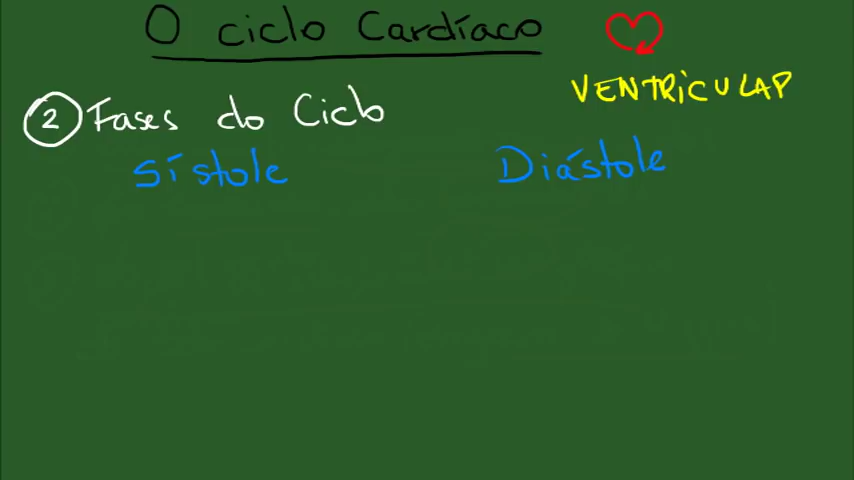 O ciclo Cardíaco
VENTRICULAR
2 Fases do Ciclo
Sístole Diástole